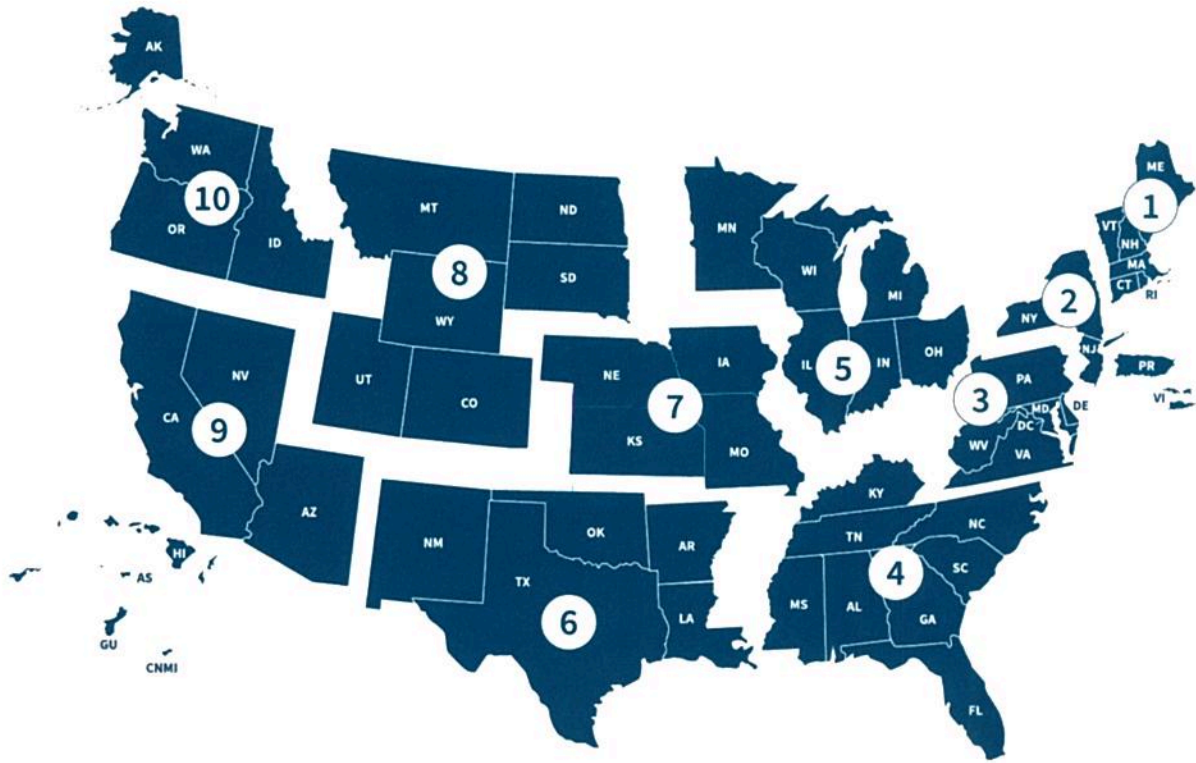 AK
WA
10
OR
ID
MT
ND
8
SD
WY
UT
CO
NV
CA
9
AZ
HI
AS
GU
CNMI
NE
IA
7
KS
MO
NM
OK
AR
TX
6
LA
MN
WI
MI
IL
5
IN
OH
KY
TN
NC
4
SC
MS
AL
GA
FL
PA
3
MD
DE
DC
WV
VA
NY
2
NJ
PR
VI
ME
1
VT
NH
MA
CT
RI